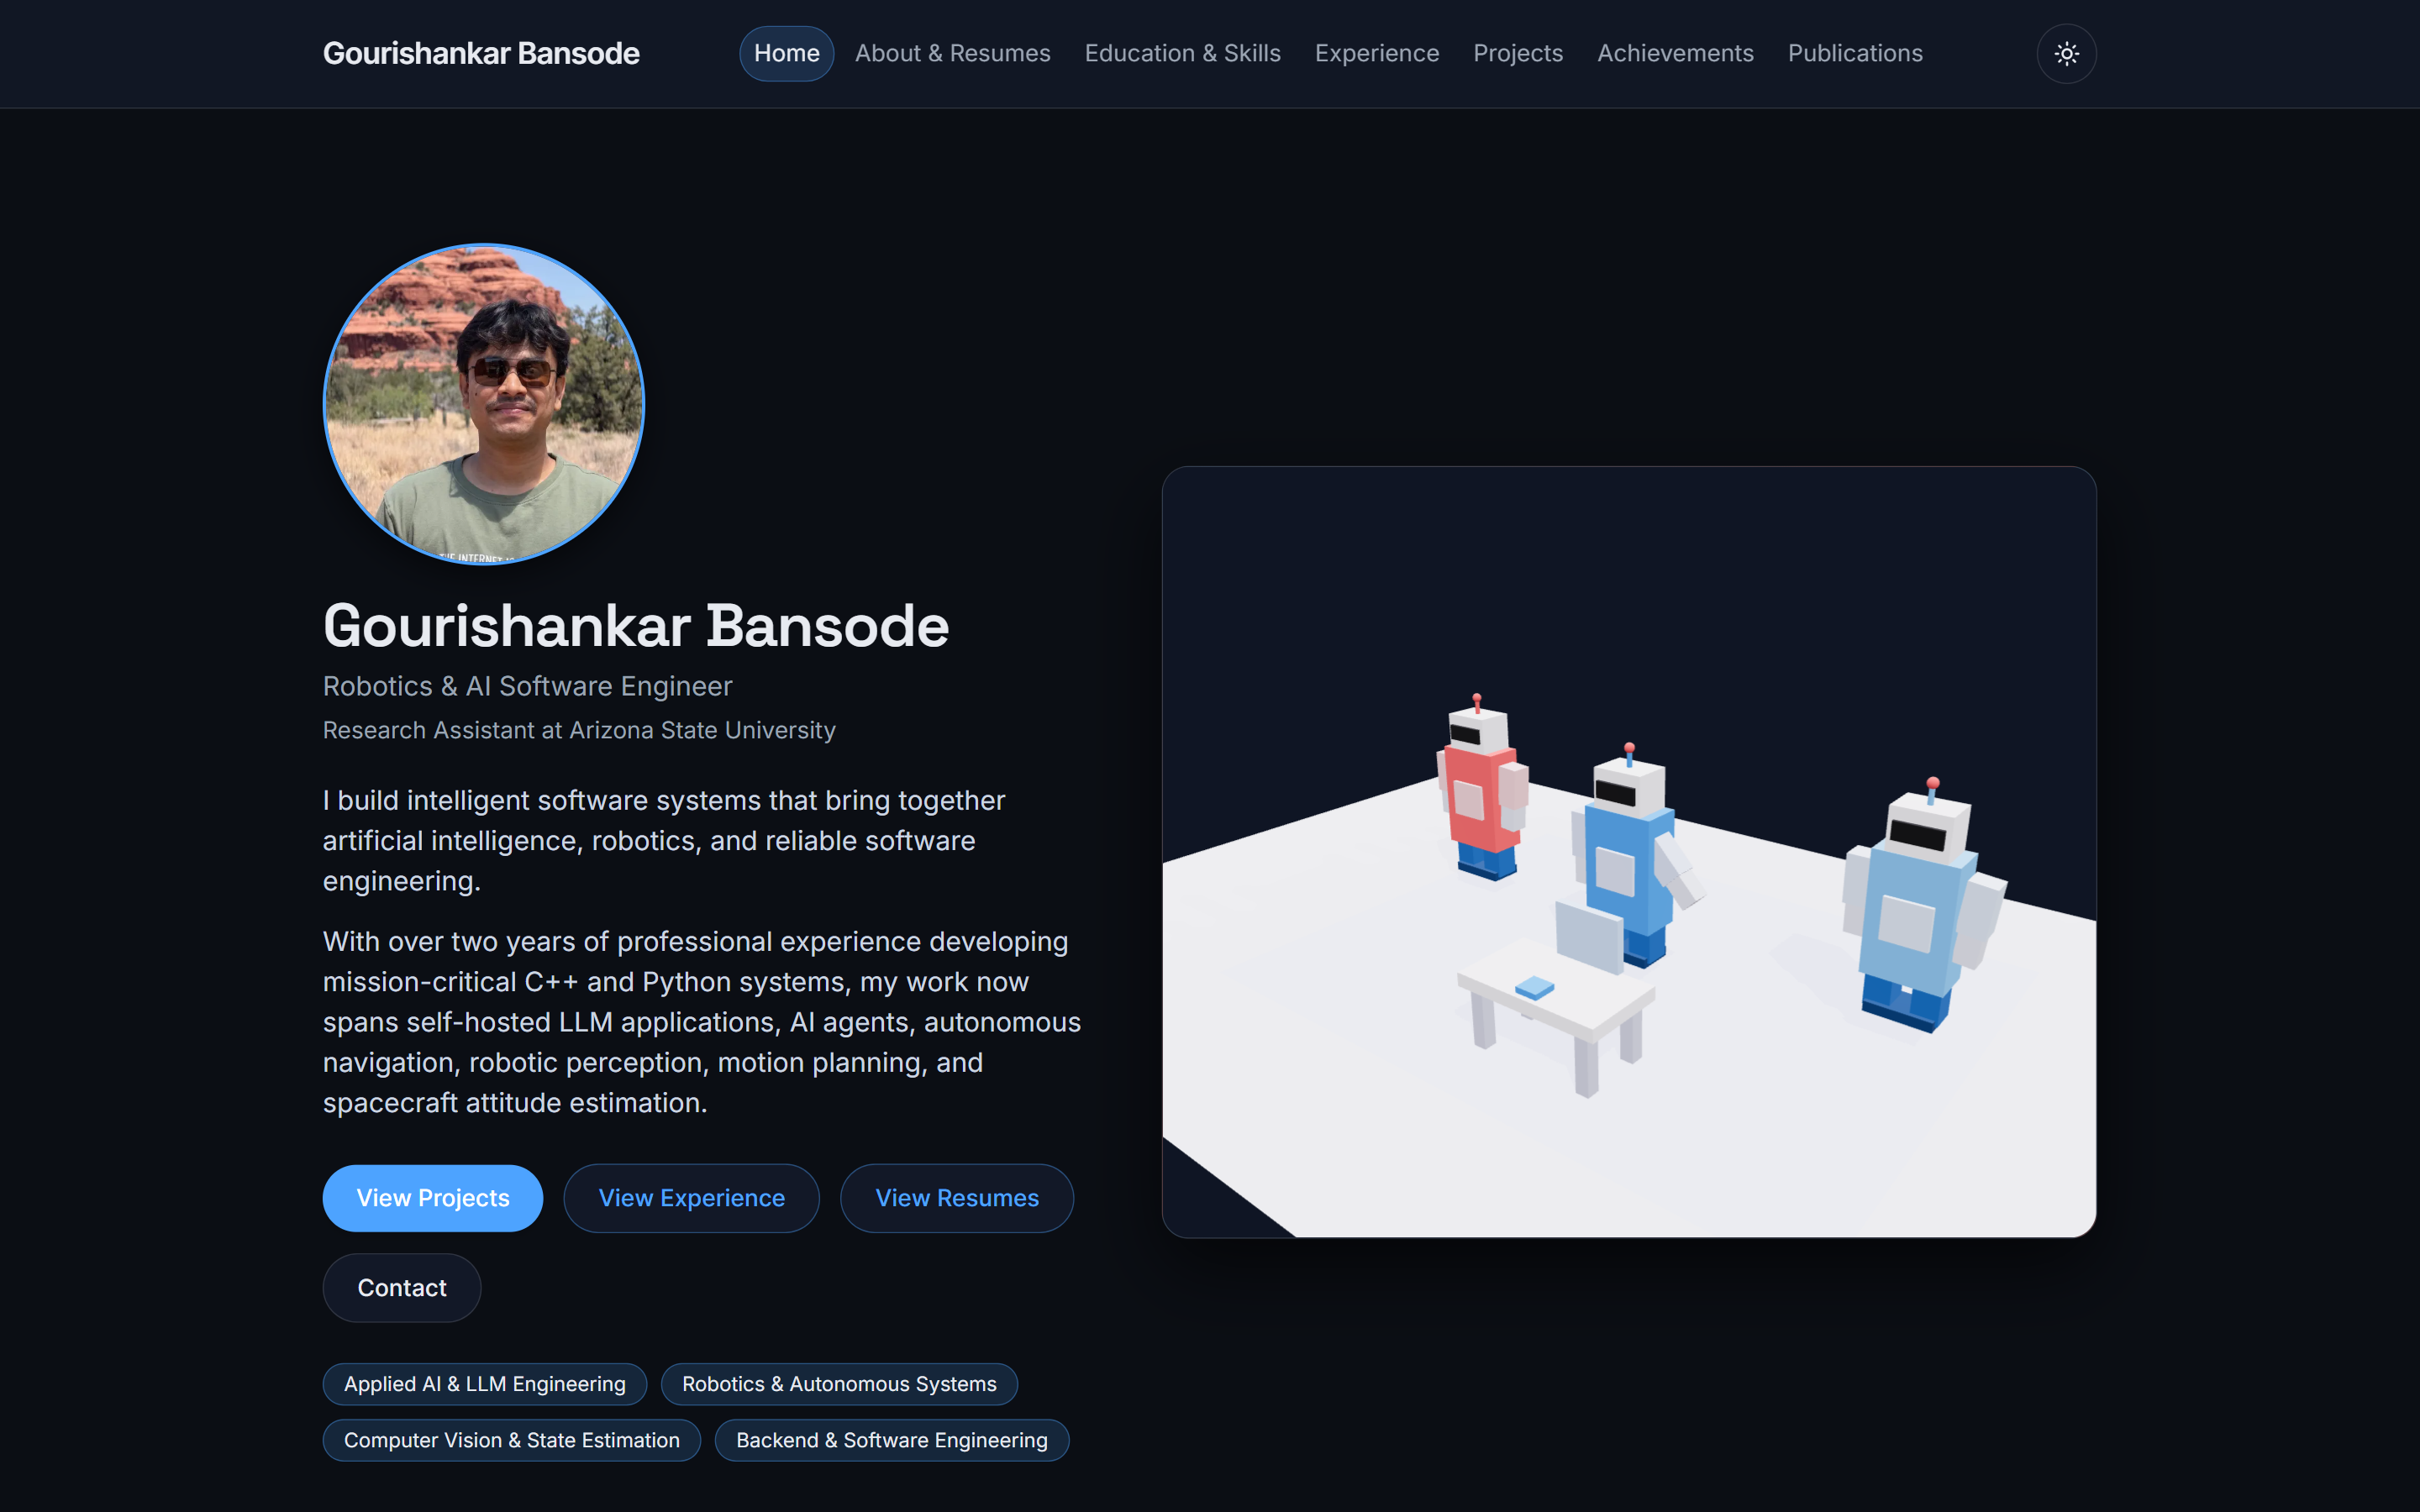 Gourishankar Bansode
Home
About & Resumes
Education & Skills
Experience
Projects
Achievements
Publications
THE INTERNET
Gourishankar Bansode
Robotics & AI Software Engineer
Research Assistant at Arizona State University
I build intelligent software systems that bring together
artificial intelligence, robotics, and reliable software
engineering.
With over two years of professional experience developing
mission-critical C++ and Python systems, my work now
spans self-hosted LLM applications, AI agents, autonomous
navigation, robotic perception, motion planning, and
spacecraft attitude estimation.
View Projects
View Experience
View Resumes
Contact
Applied AI & LLM Engineering
Robotics & Autonomous Systems
Computer Vision & State Estimation
Backend & Software Engineering